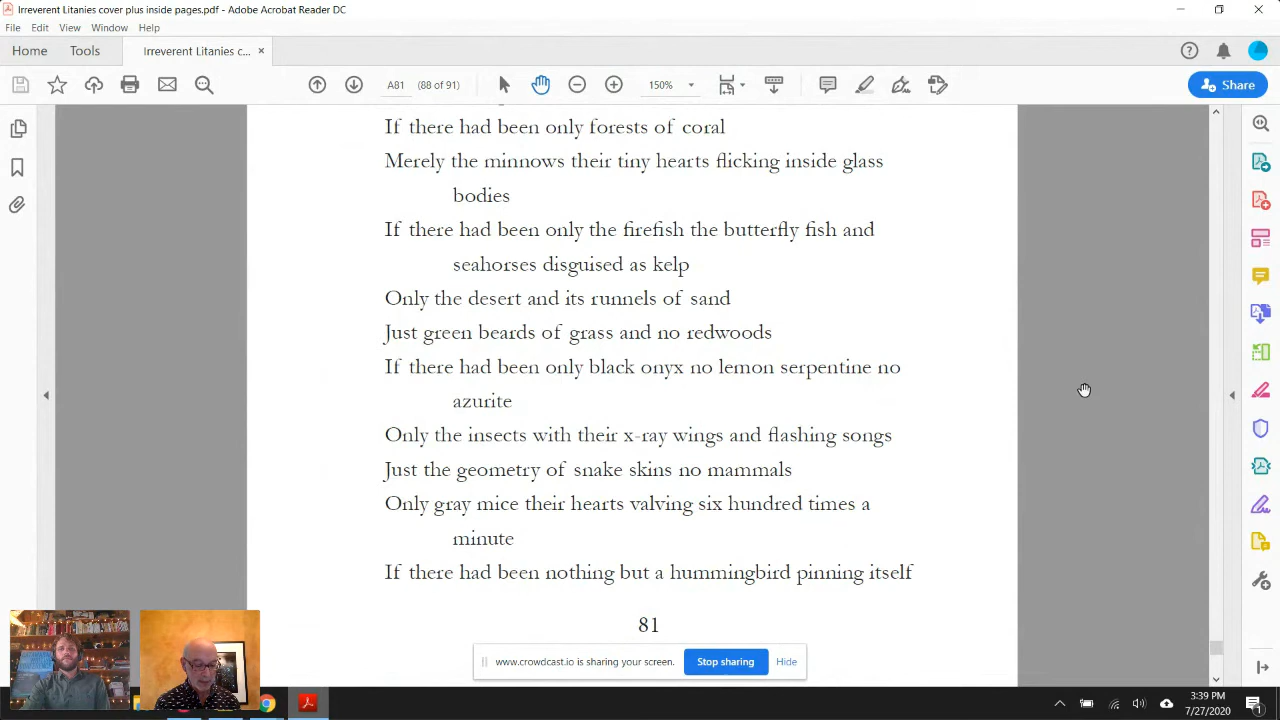 Irreverent Litanies cover plus inside pages.pdf - Adobe Acrobat Reader DC
File Edit View Window Help
Home Tools Irreverent Litanies c... ×
A81 (88 of 91) 150% Share
If there had been only forests of coral
Merely the minnows their tiny hearts flicking inside glass
bodies
If there had been only the firefish the butterfly fish and
seahorses disguised as kelp
Only the desert and its runnels of sand
Just green beards of grass and no redwoods
If there had been only black onyx no lemon serpentine no
azurite
Only the insects with their x-ray wings and flashing songs
Just the geometry of snake skins no mammals
Only gray mice their hearts valving six hundred times a
minute
If there had been nothing but a hummingbird pinning itself
81
www.crowdcast.io is sharing your screen. Stop sharing Hide
3:39 PM
7/27/2020
1